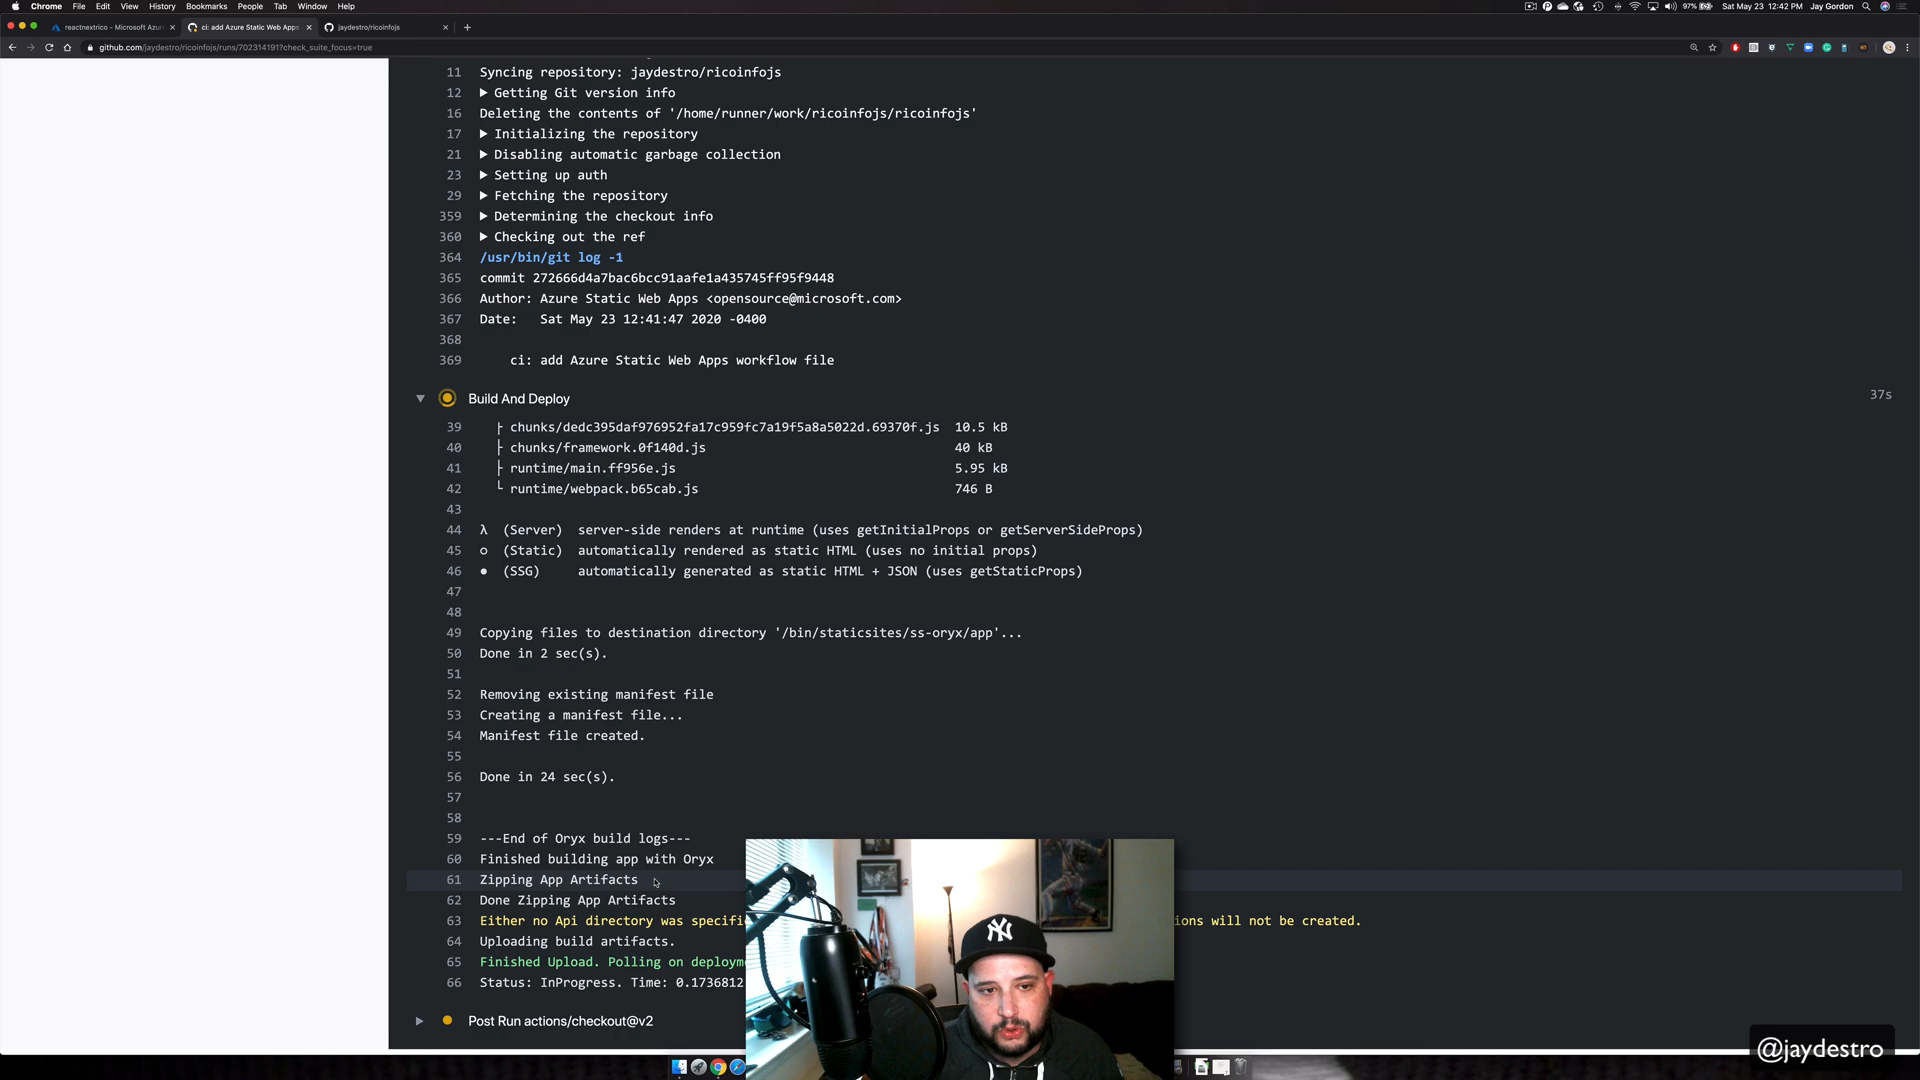 Chrome File Edit View History Bookmarks People Tab Window Help
97% Sat May 23 12:42 PM Jay Gordon
reactnextrico - Microsoft Azur
ci: add Azure Static Web Apps
jaydestro/ricoinfojs
github.com/jaydestro/ricoinfojs/runs/702314191?check_suite_focus=true
11 Syncing repository: jaydestro/ricoinfojs
12 ▶ Getting Git version info
16 Deleting the contents of '/home/runner/work/ricoinfojs/ricoinfojs'
17 ▶ Initializing the repository
21 ▶ Disabling automatic garbage collection
23 ▶ Setting up auth
29 ▶ Fetching the repository
359 ▶ Determining the checkout info
360 ▶ Checking out the ref
364 /usr/bin/git log -1
365 commit 272666d4a7bac6bcc91aafe1a435745ff95f9448
366 Author: Azure Static Web Apps <opensource@microsoft.com>
367 Date: Sat May 23 12:41:47 2020 -0400
368
369 ci: add Azure Static Web Apps workflow file
▼ Build And Deploy 37s
39 ├ chunks/dedc395daf976952fa17c959fc7a19f5a8a5022d.69370f.js 10.5 kB
40 ├ chunks/framework.0f140d.js 40 kB
41 ├ runtime/main.ff956e.js 5.95 kB
42 └ runtime/webpack.b65cab.js 746 B
43
44 λ (Server) server-side renders at runtime (uses getInitialProps or getServerSideProps)
45 ○ (Static) automatically rendered as static HTML (uses no initial props)
46 ● (SSG) automatically generated as static HTML + JSON (uses getStaticProps)
47
48
49 Copying files to destination directory '/bin/staticsites/ss-oryx/app'...
50 Done in 2 sec(s).
51
52 Removing existing manifest file
53 Creating a manifest file...
54 Manifest file created.
55
56 Done in 24 sec(s).
57
58
59 ---End of Oryx build logs---
60 Finished building app with Oryx
61 Zipping App Artifacts
62 Done Zipping App Artifacts
63 Either no Api directory was specifi ions will not be created.
64 Uploading build artifacts.
65 Finished Upload. Polling on deploym
66 Status: InProgress. Time: 0.1736812
▶ Post Run actions/checkout@v2
@jaydestro